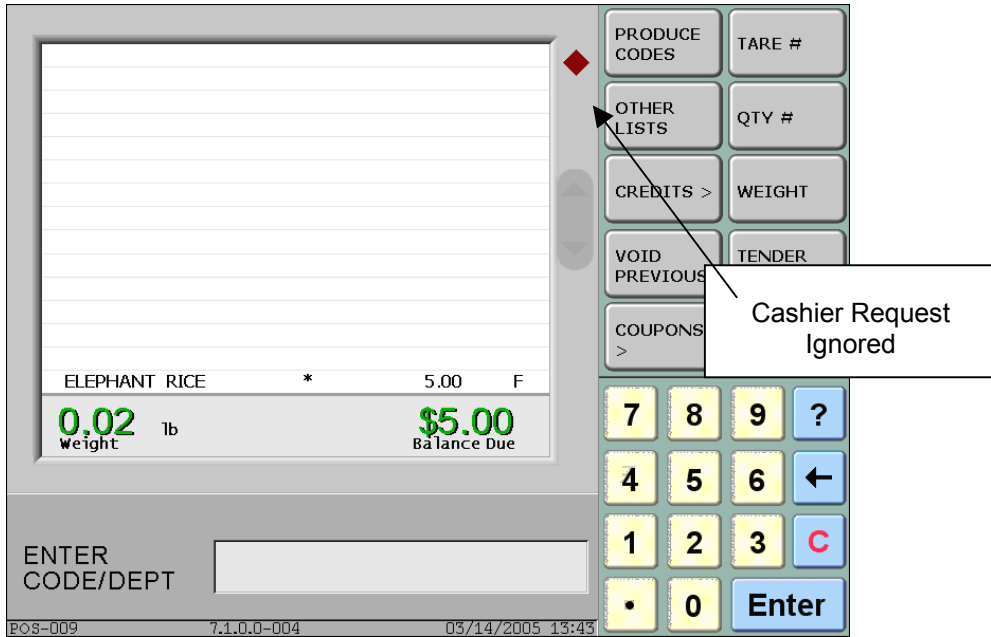 PRODUCE
CODES
TARE #
OTHER
LISTS
QTY #
CREDITS >
WEIGHT
VOID
PREVIOUS
TENDER
COUPONS
>
Cashier Request
Ignored
ELEPHANT RICE * 5.00 F
0.02 lb $5.00
Weight Balance Due
7 8 9 ?
4 5 6 ←
1 2 3 C
. 0 Enter
ENTER
CODE/DEPT
POS-009 7.1.0.0-004 03/14/2005 13:43